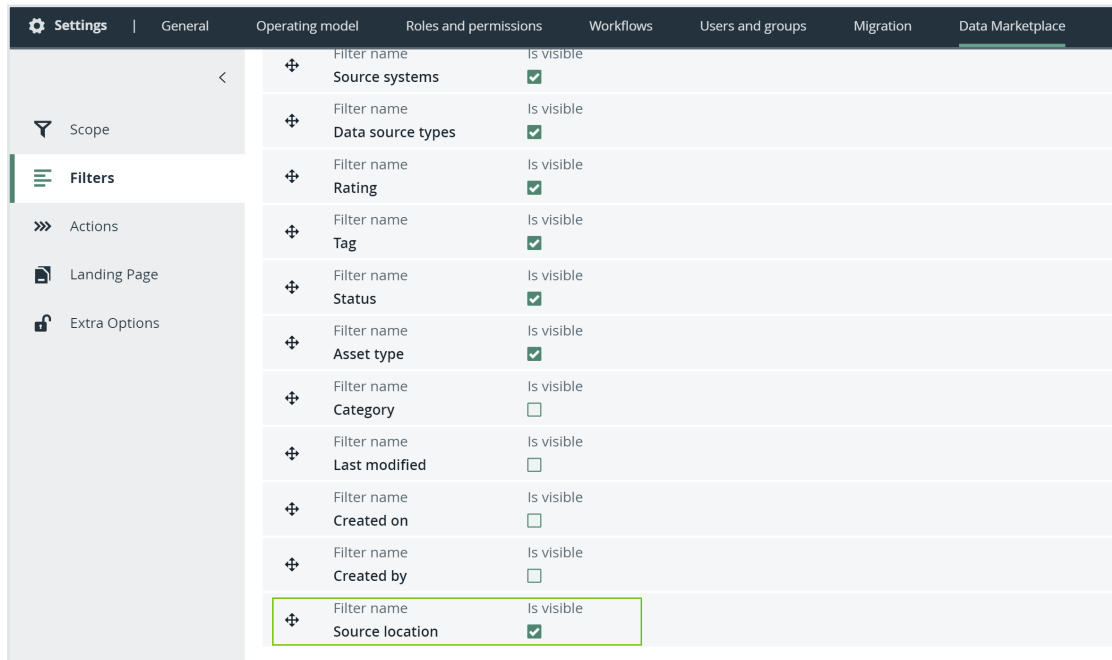 Settings | General Operating model Roles and permissions Workflows Users and groups Migration Data Marketplace
Scope
Filters
Actions
Landing Page
Extra Options
Filter name Is visible
Source systems
Filter name Is visible
Data source types
Filter name Is visible
Rating
Filter name Is visible
Tag
Filter name Is visible
Status
Filter name Is visible
Asset type
Filter name Is visible
Category
Filter name Is visible
Last modified
Filter name Is visible
Created on
Filter name Is visible
Created by
Filter name Is visible
Source location